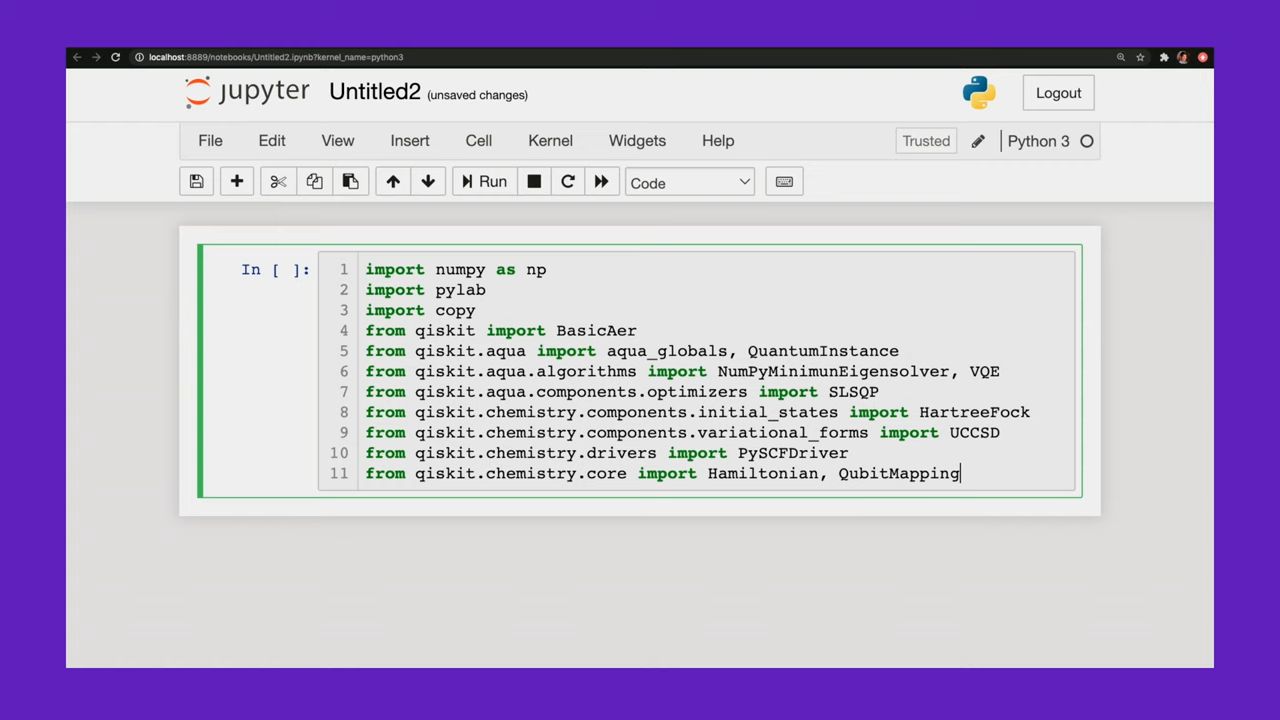 localhost:8889/notebooks/Untitled2.ipynb?kernel_name=python3
jupyter Untitled2 (unsaved changes) Logout
File Edit View Insert Cell Kernel Widgets Help Trusted Python 3
Run Code
In [ ]:
1 import numpy as np
2 import pylab
3 import copy
4 from qiskit import BasicAer
5 from qiskit.aqua import aqua_globals, QuantumInstance
6 from qiskit.aqua.algorithms import NumPyMinimunEigensolver, VQE
7 from qiskit.aqua.components.optimizers import SLSQP
8 from qiskit.chemistry.components.initial_states import HartreeFock
9 from qiskit.chemistry.components.variational_forms import UCCSD
10 from qiskit.chemistry.drivers import PySCFDriver
11 from qiskit.chemistry.core import Hamiltonian, QubitMapping